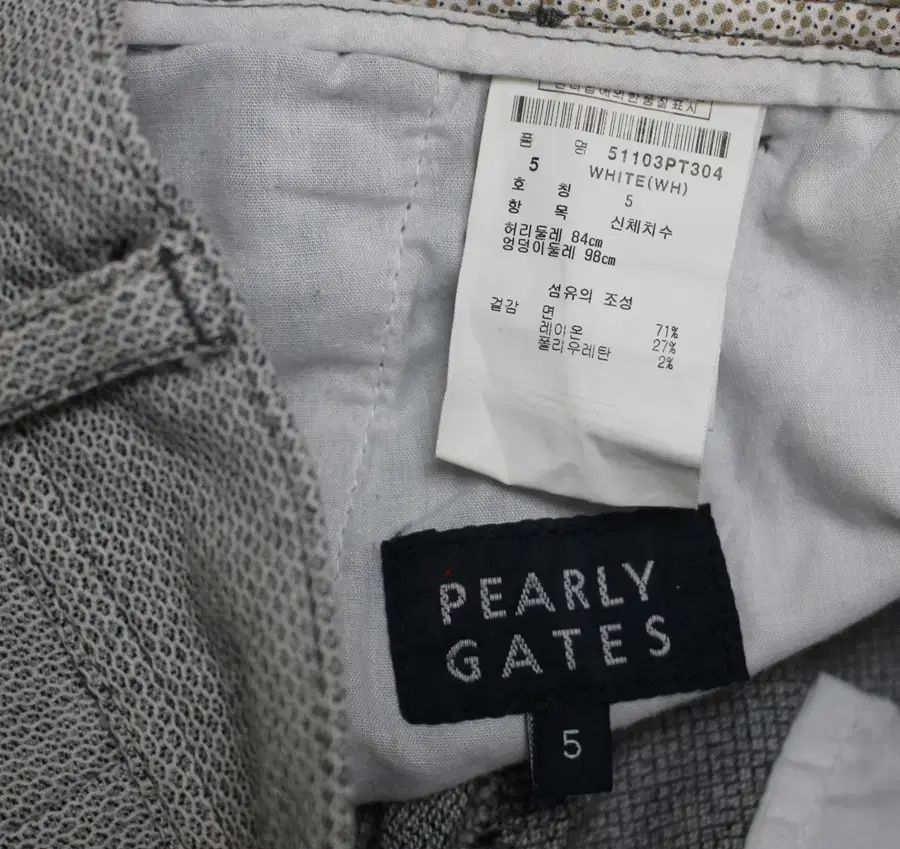 품 명 51103PT304
5 WHITE(WH)
호 칭 5
항 목 신체치수
허리둘레 84cm
엉덩이둘레 98cm
섬유의 조성
겉감 면 71%
레이온 27%
폴리우레탄 2%
PEARLY
GATES
5